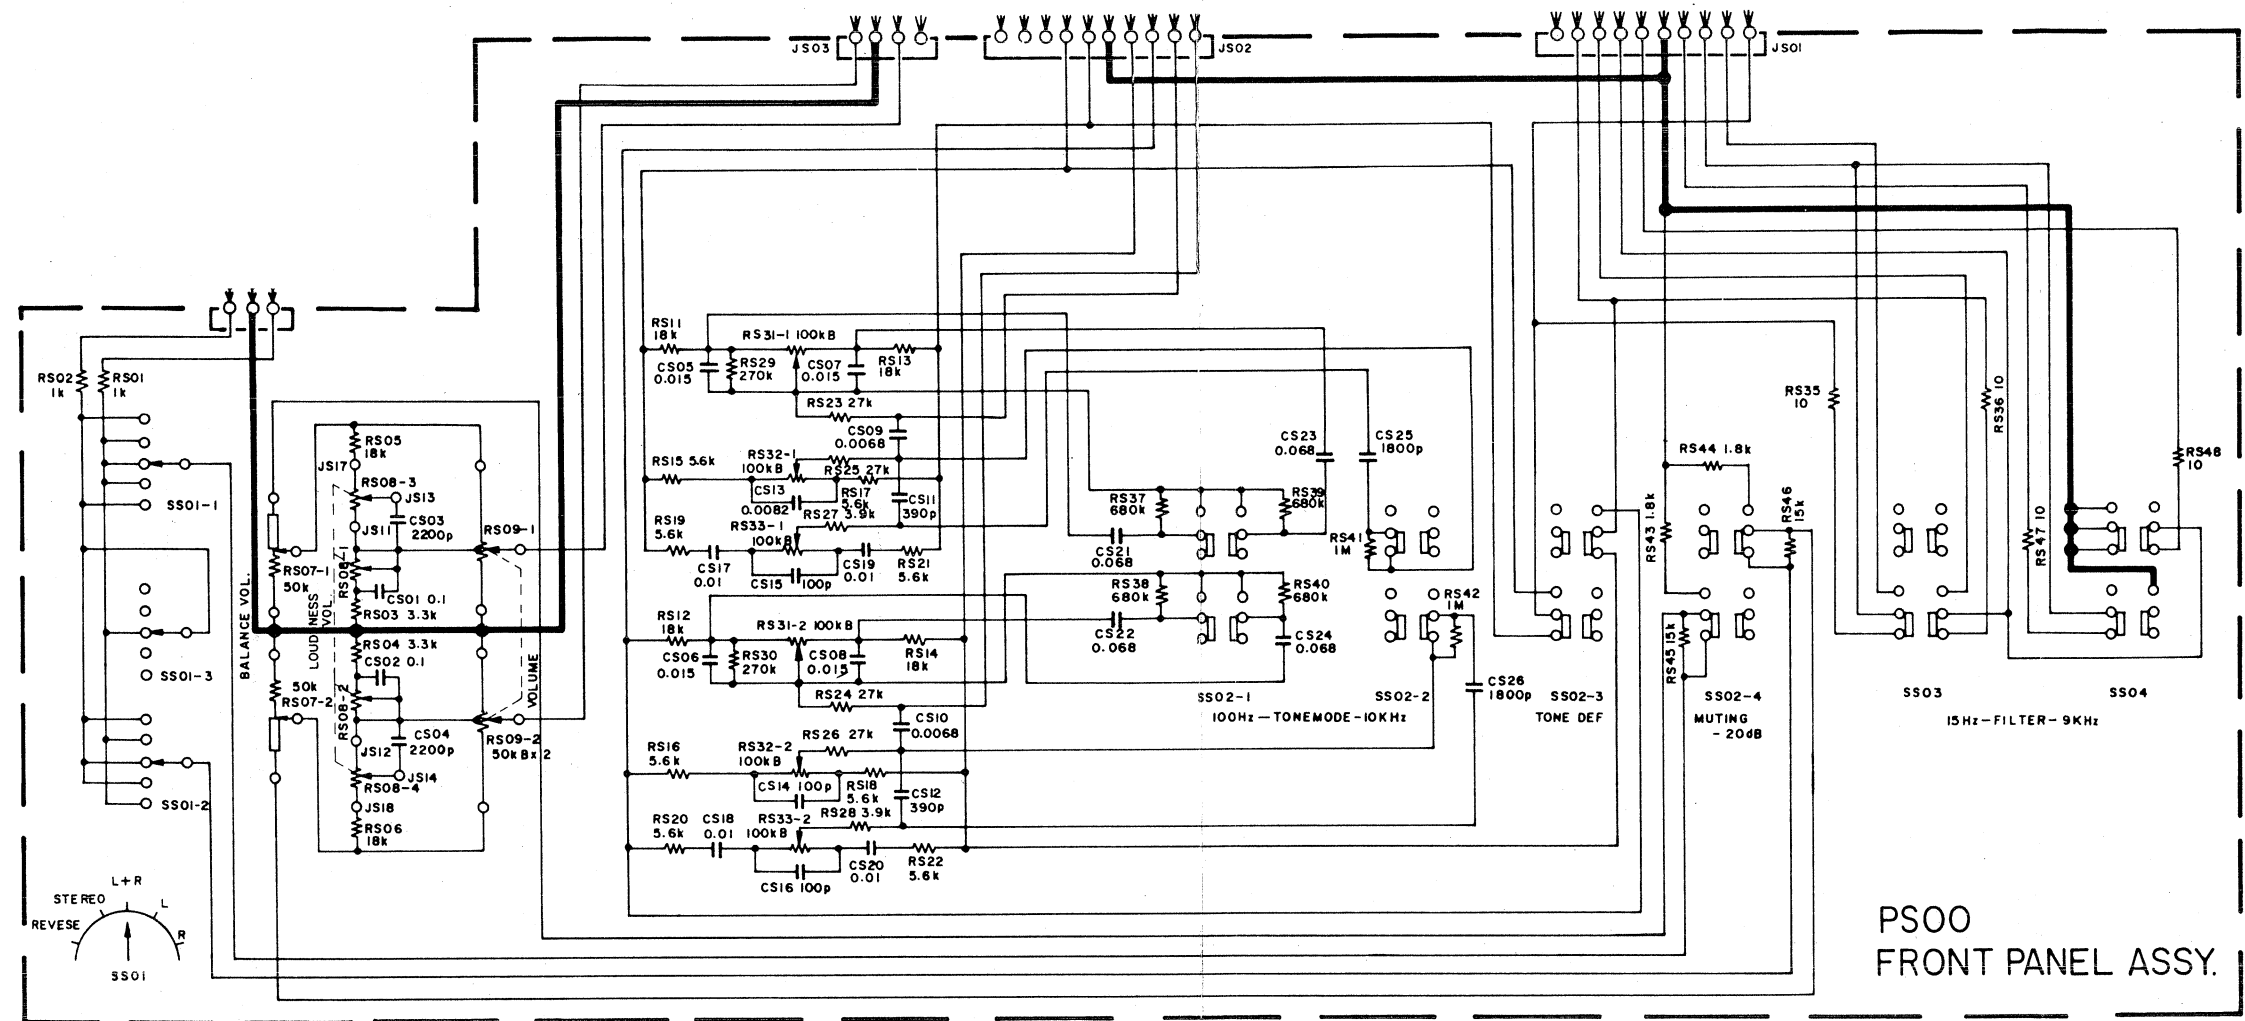 JS03
JS02
JS01
RS02
1k
RS01
1k
SS01-1
SS01-3
SS01-2
BALANCE VOL.
RS07-1
50k
50k
RS07-2
LOUDNESS
VOL.
RS05
18k
JS17
RS08-3
JS13
CS03
2200p
JS11
RS08-1
CS01 0.1
RS03 3.3k
RS04 3.3k
CS02 0.1
RS08-2
CS04
2200p
JS12
JS14
RS08-4
JS18
RS06
18k
RS09-1
VOLUME
RS09-2
50kB×2
RS11
18k
RS31-1 100kB
CS05
0.015
RS29
270k
CS07
0.015
RS13
18k
RS23 27k
CS09
0.0068
RS15 5.6k
RS32-1
100kB
RS25 27k
CS13
0.0082
RS17
5.6k
CS11
390p
RS27 3.9k
RS19
5.6k
RS33-1
100kB
CS17
0.01
CS15
100p
CS19
0.01
RS21
5.6k
RS12
18k
RS31-2 100kB
CS06
0.015
RS30
270k
CS08
0.015
RS14
18k
RS24 27k
CS10
0.0068
RS26 27k
RS16
5.6k
RS32-2
100kB
CS14 100p
RS18
5.6k
CS12
390p
RS28 3.9k
RS20
5.6k
CS18
0.01
RS33-2
100kB
CS16 100p
CS20
0.01
RS22
5.6k
CS23
0.068
CS25
1800p
RS37
680k
RS39
680k
CS21
0.068
RS41
1M
RS38
680k
RS40
680k
RS42
1M
CS22
0.068
CS24
0.068
CS26
1800p
SS02-1
SS02-2
SS02-3
SS02-4
100Hz-TONEMODE-10KHz
TONE DEF
MUTING
-20dB
RS43 1.8k
RS44 1.8k
RS46
15k
RS45 15k
RS35
10
RS36 10
RS47 10
RS48
10
SS03
SS04
15Hz-FILTER-9KHz
L+R
STEREO
L
REVESE
R
SS01
PS00
FRONT PANEL ASSY.